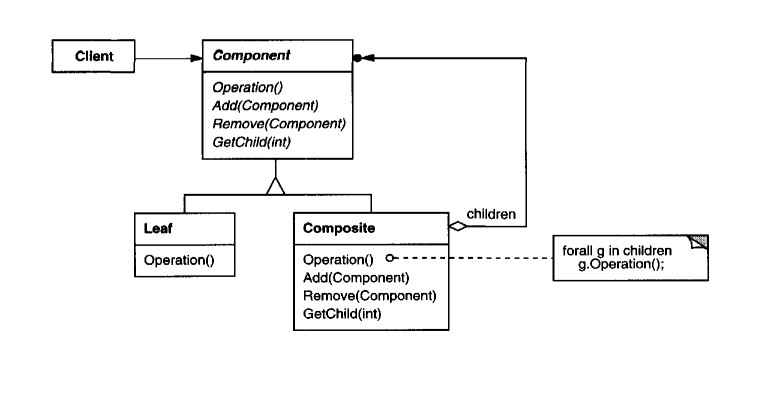 Client
Component
Operation()
Add(Component)
Remove(Component)
GetChild(int)
Leaf
Operation()
Composite
Operation()
Add(Component)
Remove(Component)
GetChild(int)
children
forall g in children
g.Operation();